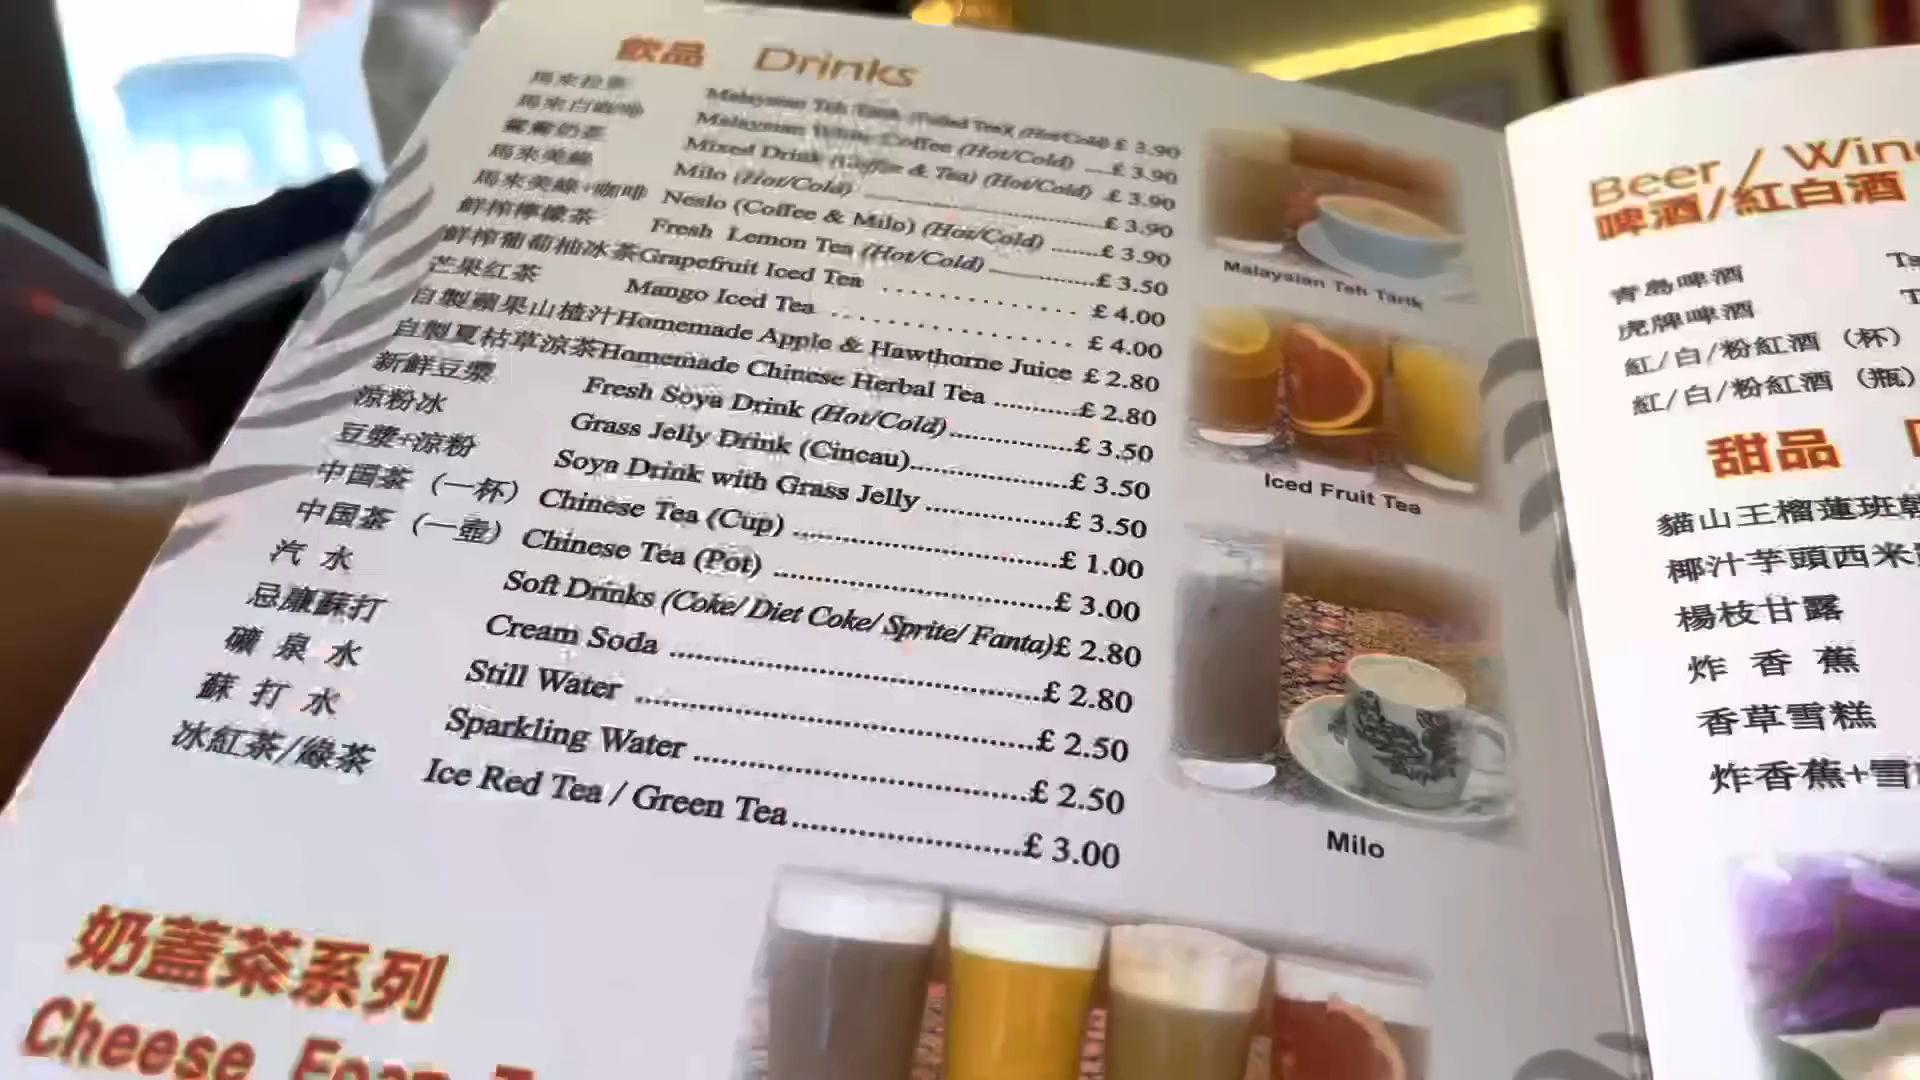 飲品 Drinks
馬來拉茶 Malaysian Teh Tarik (Pulled Tea) (Hot/Cold) £ 3.90
馬來白咖啡 Malaysian White Coffee (Hot/Cold) ....£ 3.90
鴛鴦奶茶 Mixed Drink (Coffee & Tea) (Hot/Cold) .£ 3.90
馬來美祿 Milo (Hot/Cold) ....................£ 3.90
馬來美祿+咖啡 Neslo (Coffee & Milo) (Hot/Cold) .......£ 3.90
鮮榨檸檬茶 Fresh Lemon Tea (Hot/Cold) ............£ 3.50
鮮榨葡萄柚冰茶 Grapefruit Iced Tea . . . . . . . . . . . . £ 4.00
芒果红茶 Mango Iced Tea . . . . . . . . . . . . . . . £ 4.00
自製蘋果山楂汁 Homemade Apple & Hawthorne Juice £ 2.80
自製夏枯草涼茶 Homemade Chinese Herbal Tea ...........£ 2.80
新鮮豆漿 Fresh Soya Drink (Hot/Cold)................£ 3.50
涼粉冰 Grass Jelly Drink (Cincau)....................£ 3.50
豆漿+涼粉 Soya Drink with Grass Jelly .................£ 3.50
中国茶（一杯） Chinese Tea (Cup) ................................£ 1.00
中国茶（一壺） Chinese Tea (Pot) ..................................£ 3.00
汽 水 Soft Drinks (Coke/ Diet Coke/ Sprite/ Fanta)£ 2.80
忌廉蘇打 Cream Soda .............................................£ 2.80
礦 泉 水 Still Water ................................................£ 2.50
蘇 打 水 Sparkling Water ........................................£ 2.50
冰紅茶/綠茶 Ice Red Tea / Green Tea............................£ 3.00
Malaysian Teh Tarik
Iced Fruit Tea
Milo
奶蓋茶系列
Cheese Foam
Beer / Win
啤酒/紅白酒
青島啤酒 Ts
虎牌啤酒 T
紅/白/粉紅酒 （杯）
紅/白/粉紅酒 （瓶）
甜品
貓山王榴蓮班戟
椰汁芋頭西米
楊枝甘露
炸 香 蕉
香草雪糕
炸香蕉+雪